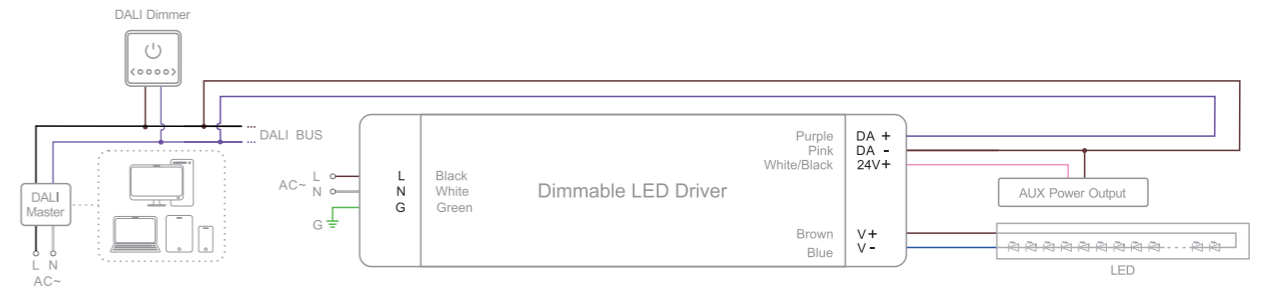 DALI Dimmer
DALI BUS
DALI
Master
L N
AC~
AC~
L
N
G
L
N
G
Black
White
Green
Dimmable LED Driver
Purple
Pink
White/Black
Brown
Blue
DA +
DA -
24V+
V+
V-
AUX Power Output
LED